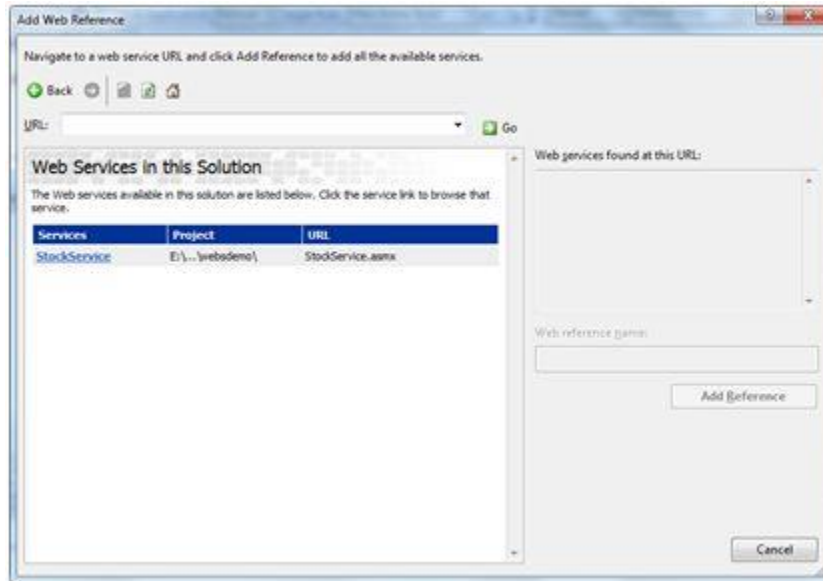 Add Web Reference
Navigate to a web service URL and click Add Reference to add all the available services.
Back
URL:
Go
Web Services in this Solution
The Web services available in this solution are listed below. Click the service link to browse that
service.
Services Project URL
StockService E:\...\websdemo\ StockService.asmx
Web services found at this URL:
Web reference name:
Add Reference
Cancel